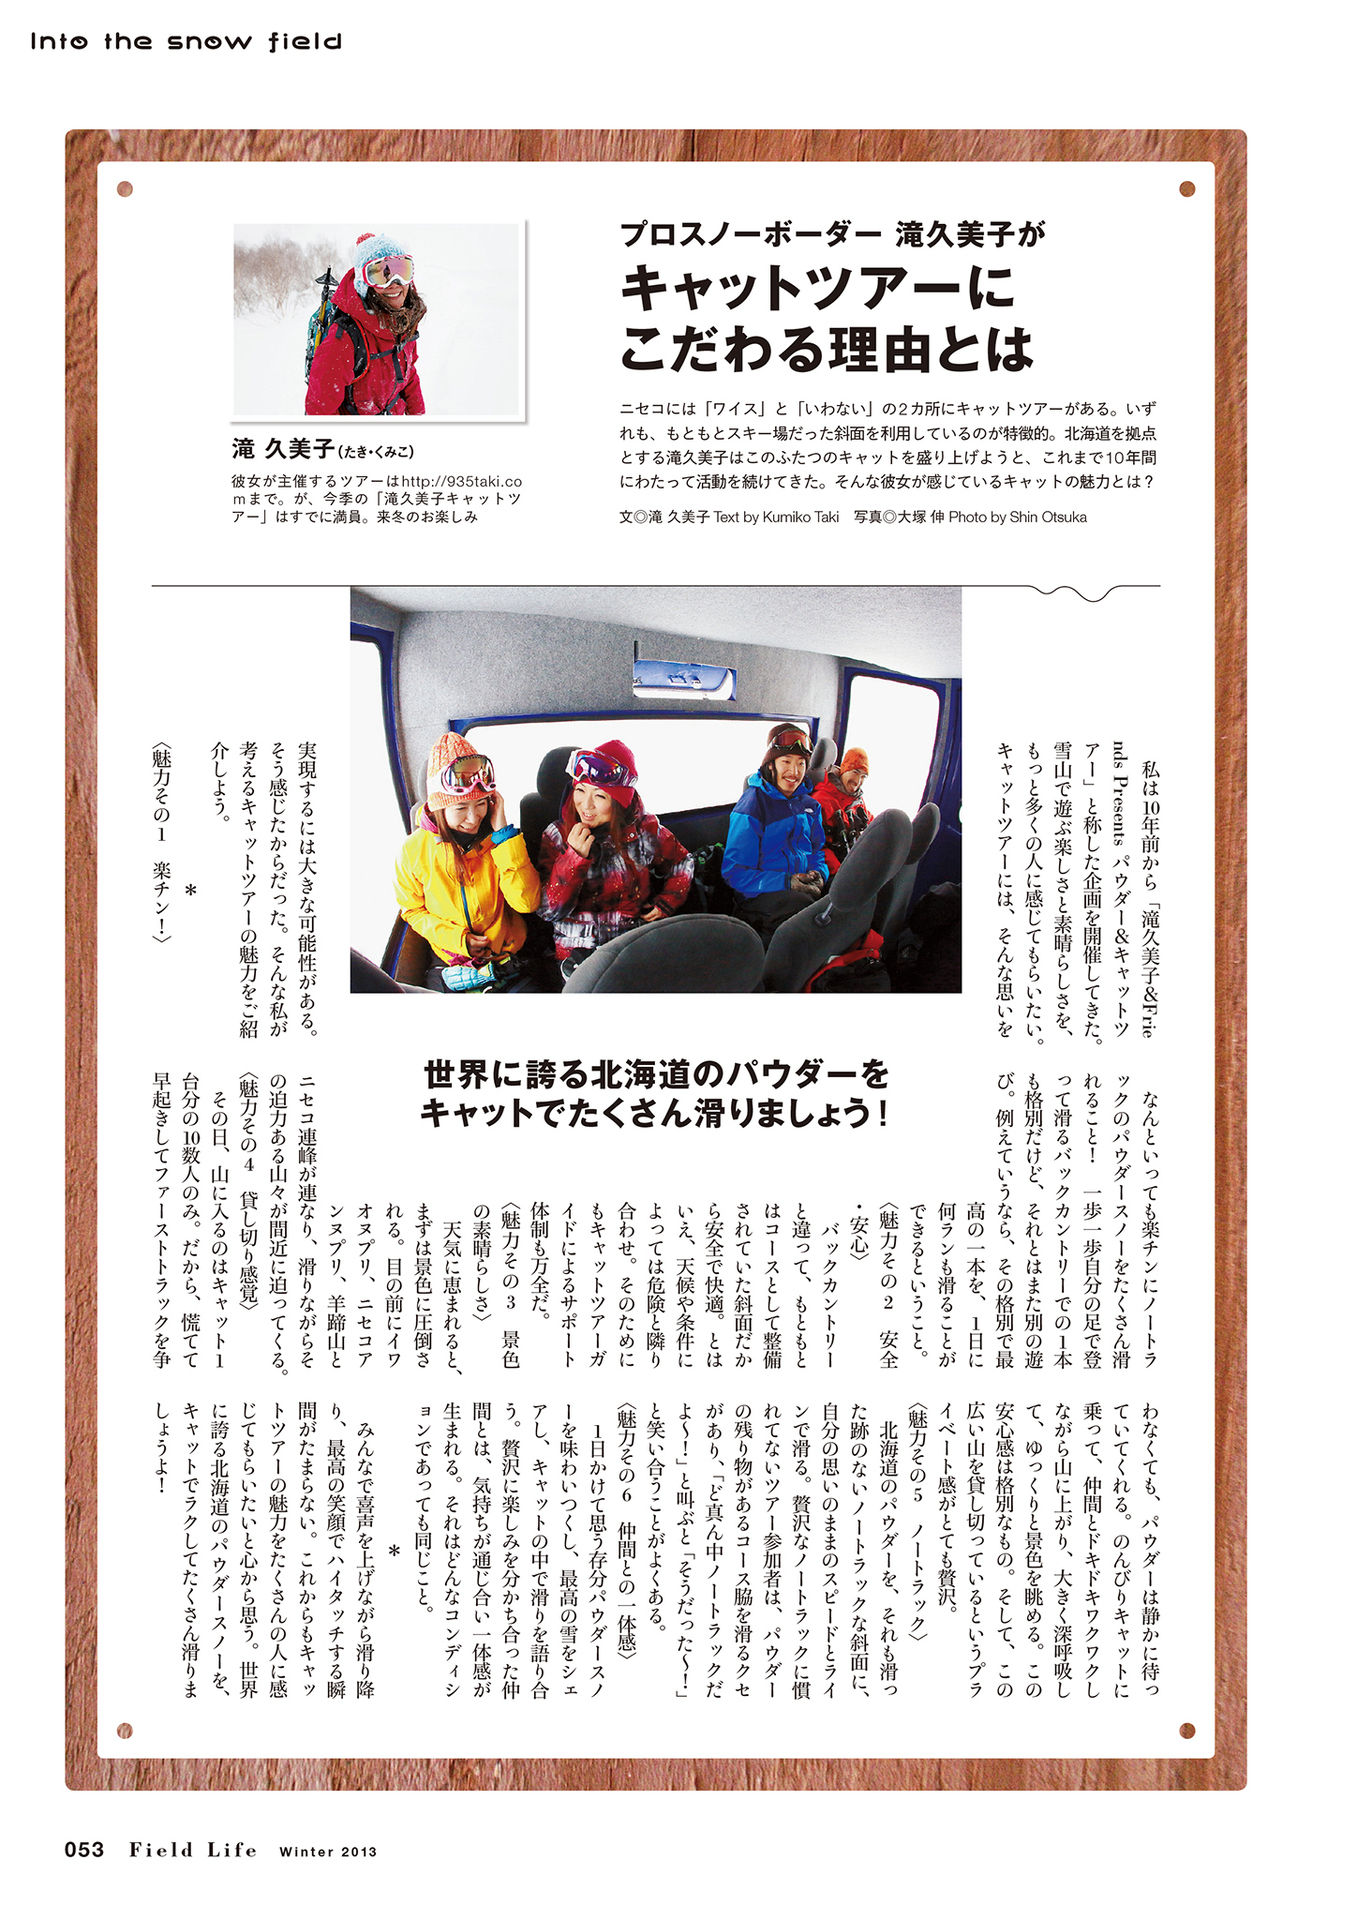 Into the snow field
プロスノーボーダー 滝久美子が
キャットツアーに
こだわる理由とは
ニセコには「ワイス」と「いわない」の2カ所にキャットツアーがある。いず
れも、もともとスキー場だった斜面を利用しているのが特徴的。北海道を拠点
とする滝久美子はこのふたつのキャットを盛り上げようと、これまで10年間
にわたって活動を続けてきた。そんな彼女が感じているキャットの魅力とは？
文◎滝 久美子 Text by Kumiko Taki　写真◎大塚 伸 Photo by Shin Otsuka
滝 久美子(たき・くみこ)
彼女が主催するツアーはhttp://935taki.co
mまで。が、今季の「滝久美子キャットツ
アー」はすでに満員。来冬のお楽しみ
私は10年前から「滝久美子&Frie
nds Presents パウダー&キャットツ
アー」と称した企画を開催してきた。
雪山で遊ぶ楽しさと素晴らしさを、
もっと多くの人に感じてもらいたい。
キャットツアーには、そんな思いを
実現するには大きな可能性がある。
そう感じたからだった。そんな私が
考えるキャットツアーの魅力をご紹
介しよう。
＊
〈魅力その1　楽チン！〉
世界に誇る北海道のパウダーを
キャットでたくさん滑りましょう！
なんといっても楽チンにノートラ
ックのパウダースノーをたくさん滑
れること！　一歩一歩自分の足で登
って滑るバックカントリーでの1本
も格別だけど、それとはまた別の遊
び。例えていうなら、その格別で最
高の一本を、1日に
何ランも滑ることが
できるということ。
〈魅力その2　安全
・安心〉
バックカントリー
と違って、もともと
はコースとして整備
されていた斜面だか
ら安全で快適。とは
いえ、天候や条件に
よっては危険と隣り
合わせ。そのために
もキャットツアーガ
イドによるサポート
体制も万全だ。
〈魅力その3　景色
の素晴らしさ〉
天気に恵まれると、
まずは景色に圧倒さ
れる。目の前にイワ
オヌプリ、ニセコア
ンヌプリ、羊蹄山と
ニセコ連峰が連なり、滑りながらそ
の迫力ある山々が間近に迫ってくる。
〈魅力その4　貸し切り感覚〉
その日、山に入るのはキャット1
台分の10数人のみ。だから、慌てて
早起きしてファーストトラックを争
わなくても、パウダーは静かに待っ
ていてくれる。のんびりキャットに
乗って、仲間とドキドキワクワクし
ながら山に上がり、大きく深呼吸し
て、ゆっくりと景色を眺める。この
安心感は格別なもの。そして、この
広い山を貸し切っているというプラ
イベート感がとても贅沢。
〈魅力その5　ノートラック〉
北海道のパウダーを、それも滑っ
た跡のないノートラックな斜面に、
自分の思いのままのスピードとライ
ンで滑る。贅沢なノートラックに慣
れてないツアー参加者は、パウダー
の残り物があるコース脇を滑るクセ
があり、「ど真ん中ノートラックだ
よ〜！」と叫ぶと「そうだった〜！」
と笑い合うことがよくある。
〈魅力その6　仲間との一体感〉
1日かけて思う存分パウダースノ
ーを味わいつくし、最高の雪をシェ
アし、キャットの中で滑りを語り合
う。贅沢に楽しみを分かち合った仲
間とは、気持ちが通じ合い一体感が
生まれる。それはどんなコンディシ
ョンであっても同じこと。
＊
みんなで喜声を上げながら滑り降
り、最高の笑顔でハイタッチする瞬
間がたまらない。これからもキャッ
トツアーの魅力をたくさんの人に感
じてもらいたいと心から思う。世界
に誇る北海道のパウダースノーを、
キャットでラクしてたくさん滑りま
しょうよ！
053 Field Life Winter 2013